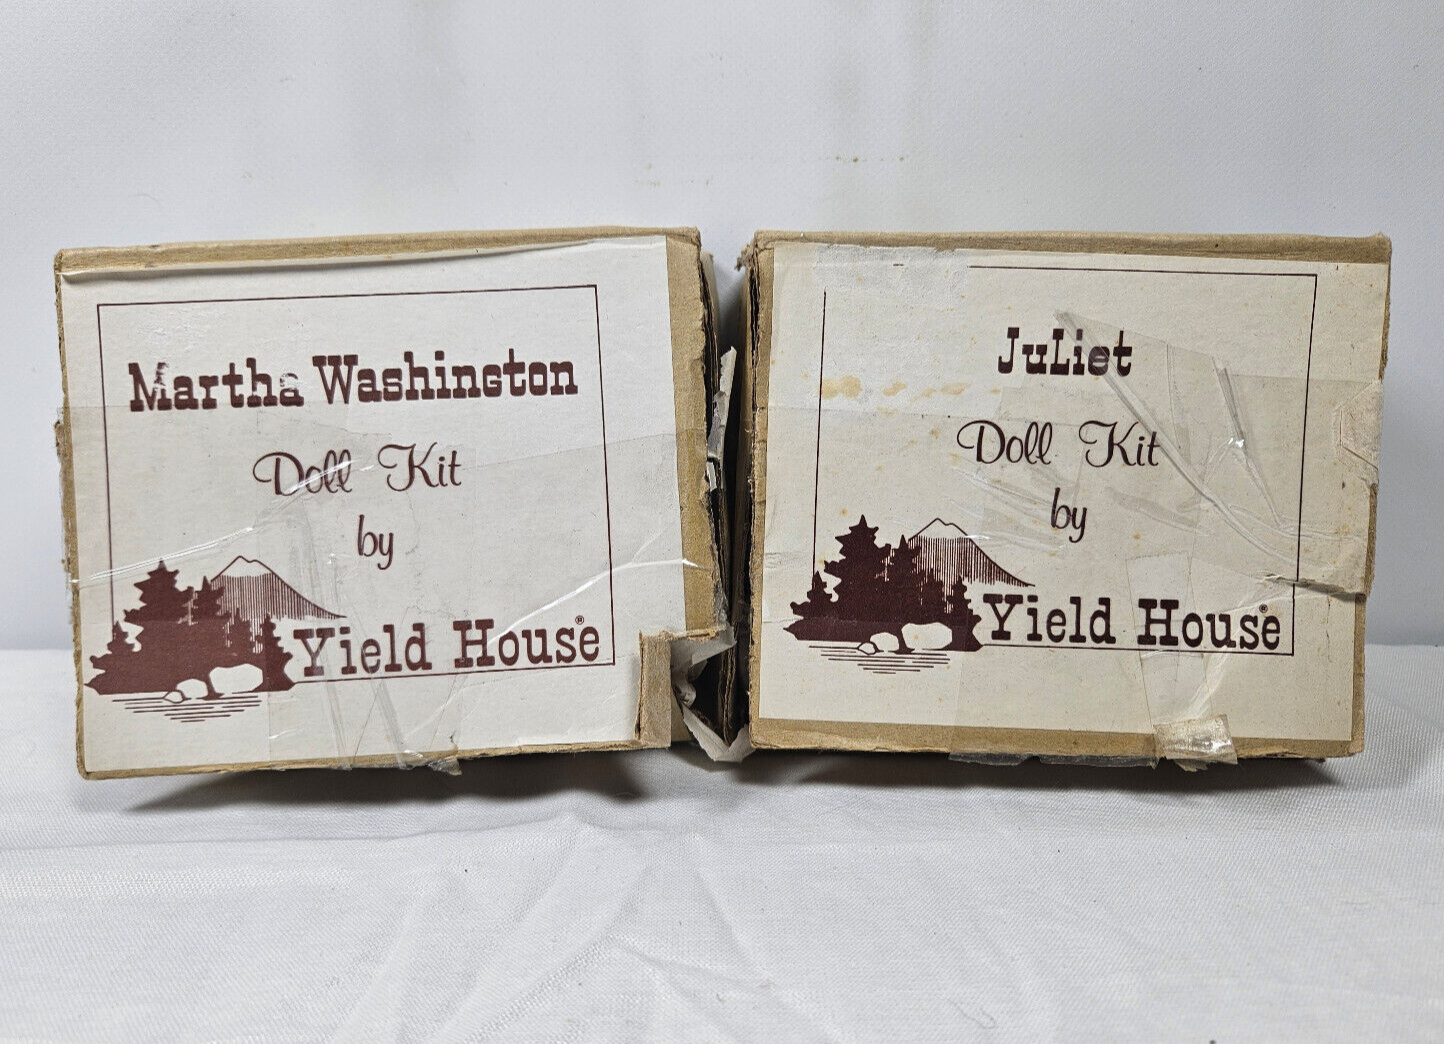 Martha Washington
Doll Kit
by
Yield House®
JuLiet
Doll Kit
by
Yield House®